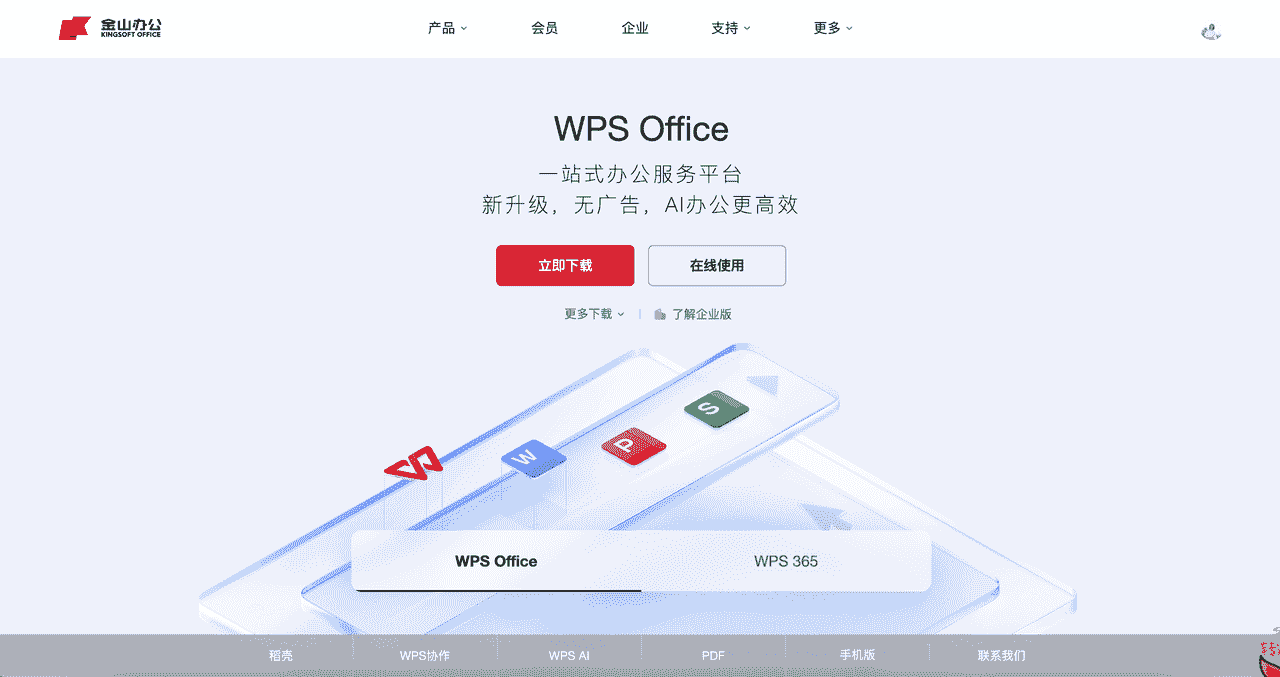 金山办公
KINGSOFT OFFICE
产品
会员
企业
支持
更多
WPS Office
一站式办公服务平台
新升级，无广告，AI办公更高效
立即下载
在线使用
更多下载
了解企业版
W
P
S
WPS Office
WPS 365
稻壳
WPS协作
WPS AI
PDF
手机版
联系我们